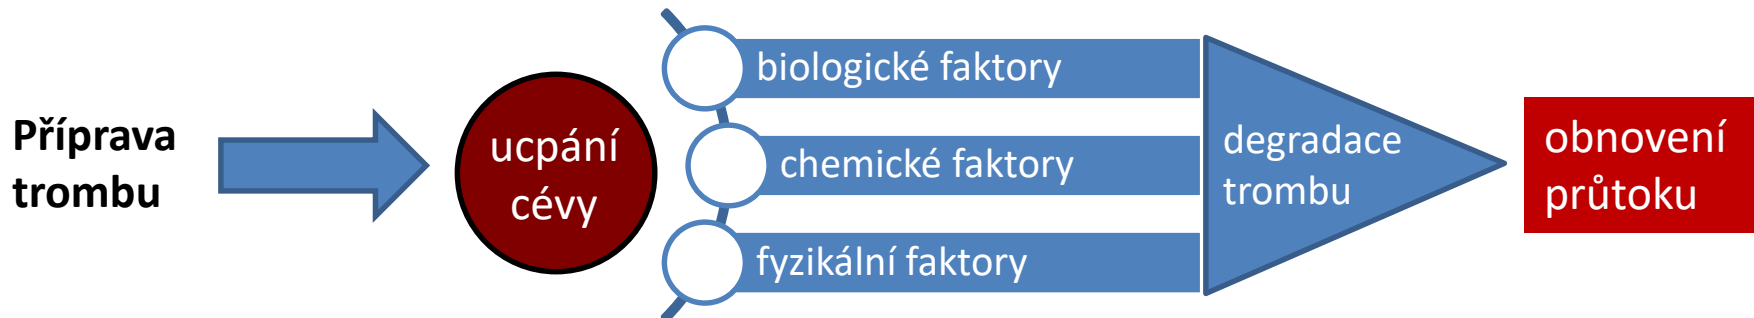 Příprava
trombu
ucpání
cévy
biologické faktory
chemické faktory
fyzikální faktory
degradace
trombu
obnovení
průtoku